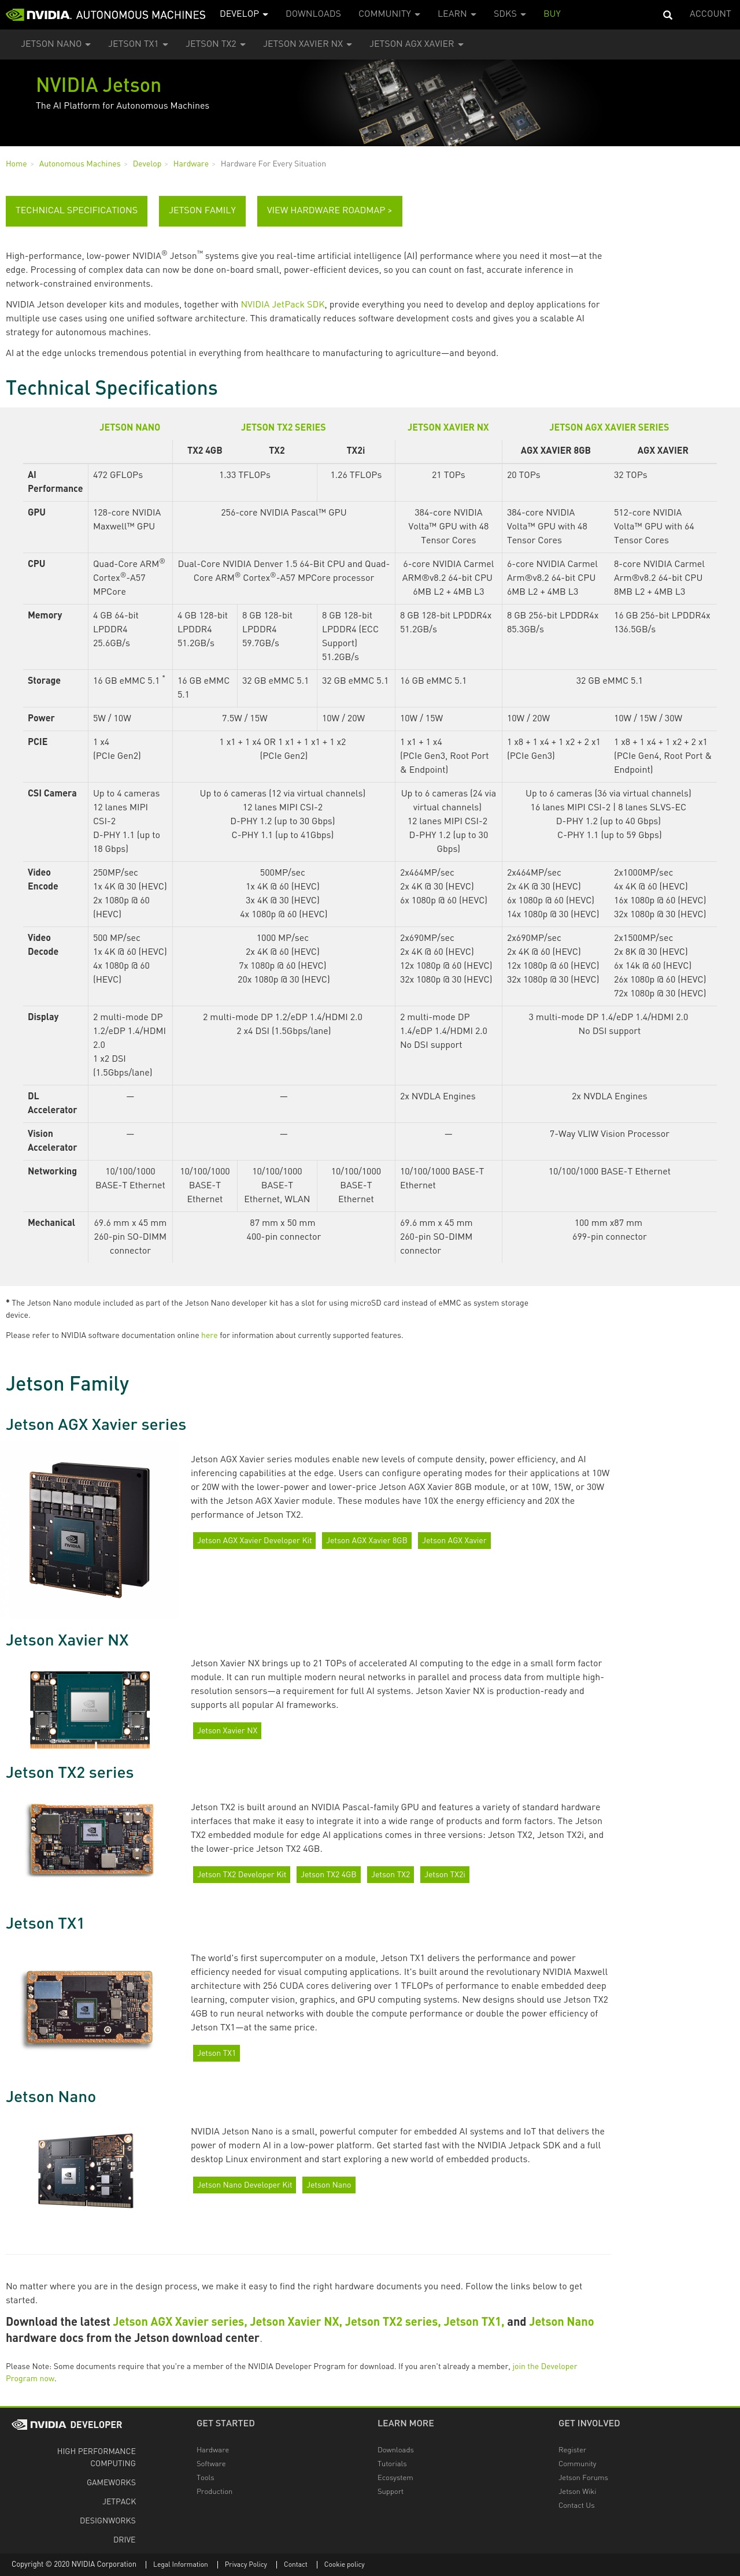 NVIDIA. AUTONOMOUS MACHINES DEVELOP DOWNLOADS COMMUNITY LEARN SDKS BUY ACCOUNT
JETSON NANO JETSON TX1 JETSON TX2 JETSON XAVIER NX JETSON AGX XAVIER
NVIDIA Jetson
The AI Platform for Autonomous Machines
Home > Autonomous Machines > Develop > Hardware > Hardware For Every Situation
TECHNICAL SPECIFICATIONS JETSON FAMILY VIEW HARDWARE ROADMAP >
High-performance, low-power NVIDIA® Jetson™ systems give you real-time artificial intelligence (AI) performance where you need it most—at the
edge. Processing of complex data can now be done on-board small, power-efficient devices, so you can count on fast, accurate inference in
network-constrained environments.
NVIDIA Jetson developer kits and modules, together with NVIDIA JetPack SDK, provide everything you need to develop and deploy applications for
multiple use cases using one unified software architecture. This dramatically reduces software development costs and gives you a scalable AI
strategy for autonomous machines.
AI at the edge unlocks tremendous potential in everything from healthcare to manufacturing to agriculture—and beyond.
Technical Specifications
JETSON NANO JETSON TX2 SERIES JETSON XAVIER NX JETSON AGX XAVIER SERIES
TX2 4GB TX2 TX2i AGX XAVIER 8GB AGX XAVIER
AI
Performance
472 GFLOPs 1.33 TFLOPs 1.26 TFLOPs 21 TOPs 20 TOPs 32 TOPs
GPU
128-core NVIDIA
Maxwell™ GPU
256-core NVIDIA Pascal™ GPU
384-core NVIDIA
Volta™ GPU with 48
Tensor Cores
384-core NVIDIA
Volta™ GPU with 48
Tensor Cores
512-core NVIDIA
Volta™ GPU with 64
Tensor Cores
CPU
Quad-Core ARM®
Cortex®-A57
MPCore
Dual-Core NVIDIA Denver 1.5 64-Bit CPU and Quad-
Core ARM® Cortex®-A57 MPCore processor
6-core NVIDIA Carmel
ARM®v8.2 64-bit CPU
6MB L2 + 4MB L3
6-core NVIDIA Carmel
Arm®v8.2 64-bit CPU
6MB L2 + 4MB L3
8-core NVIDIA Carmel
Arm®v8.2 64-bit CPU
8MB L2 + 4MB L3
Memory
4 GB 64-bit
LPDDR4
25.6GB/s
4 GB 128-bit
LPDDR4
51.2GB/s
8 GB 128-bit
LPDDR4
59.7GB/s
8 GB 128-bit
LPDDR4 (ECC
Support)
51.2GB/s
8 GB 128-bit LPDDR4x
51.2GB/s
8 GB 256-bit LPDDR4x
85.3GB/s
16 GB 256-bit LPDDR4x
136.5GB/s
Storage
16 GB eMMC 5.1 *
16 GB eMMC
5.1
32 GB eMMC 5.1
32 GB eMMC 5.1
16 GB eMMC 5.1
32 GB eMMC 5.1
Power
5W / 10W
7.5W / 15W
10W / 20W
10W / 15W
10W / 20W
10W / 15W / 30W
PCIE
1 x4
(PCIe Gen2)
1 x1 + 1 x4 OR 1 x1 + 1 x1 + 1 x2
(PCIe Gen2)
1 x1 + 1 x4
(PCIe Gen3, Root Port
& Endpoint)
1 x8 + 1 x4 + 1 x2 + 2 x1
(PCIe Gen3)
1 x8 + 1 x4 + 1 x2 + 2 x1
(PCIe Gen4, Root Port &
Endpoint)
CSI Camera
Up to 4 cameras
12 lanes MIPI
CSI-2
D-PHY 1.1 (up to
18 Gbps)
Up to 6 cameras (12 via virtual channels)
12 lanes MIPI CSI-2
D-PHY 1.2 (up to 30 Gbps)
C-PHY 1.1 (up to 41Gbps)
Up to 6 cameras (24 via
virtual channels)
12 lanes MIPI CSI-2
D-PHY 1.2 (up to 30
Gbps)
Up to 6 cameras (36 via virtual channels)
16 lanes MIPI CSI-2 | 8 lanes SLVS-EC
D-PHY 1.2 (up to 40 Gbps)
C-PHY 1.1 (up to 59 Gbps)
Video
Encode
250MP/sec
1x 4K @ 30 (HEVC)
2x 1080p @ 60
(HEVC)
500MP/sec
1x 4K @ 60 (HEVC)
3x 4K @ 30 (HEVC)
4x 1080p @ 60 (HEVC)
2x464MP/sec
2x 4K @ 30 (HEVC)
6x 1080p @ 60 (HEVC)
2x464MP/sec
2x 4K @ 30 (HEVC)
6x 1080p @ 60 (HEVC)
14x 1080p @ 30 (HEVC)
2x1000MP/sec
4x 4K @ 60 (HEVC)
16x 1080p @ 60 (HEVC)
32x 1080p @ 30 (HEVC)
Video
Decode
500 MP/sec
1x 4K @ 60 (HEVC)
4x 1080p @ 60
(HEVC)
1000 MP/sec
2x 4K @ 60 (HEVC)
7x 1080p @ 60 (HEVC)
20x 1080p @ 30 (HEVC)
2x690MP/sec
2x 4K @ 60 (HEVC)
12x 1080p @ 60 (HEVC)
32x 1080p @ 30 (HEVC)
2x690MP/sec
2x 4K @ 60 (HEVC)
12x 1080p @ 60 (HEVC)
32x 1080p @ 30 (HEVC)
2x1500MP/sec
2x 8K @ 30 (HEVC)
6x 14k @ 60 (HEVC)
26x 1080p @ 60 (HEVC)
72x 1080p @ 30 (HEVC)
Display
2 multi-mode DP
1.2/eDP 1.4/HDMI
2.0
1 x2 DSI
(1.5Gbps/lane)
2 multi-mode DP 1.2/eDP 1.4/HDMI 2.0
2 x4 DSI (1.5Gbps/lane)
2 multi-mode DP
1.4/eDP 1.4/HDMI 2.0
No DSI support
3 multi-mode DP 1.4/eDP 1.4/HDMI 2.0
No DSI support
DL
Accelerator
— — 2x NVDLA Engines 2x NVDLA Engines
Vision
Accelerator
— — — 7-Way VLIW Vision Processor
Networking
10/100/1000
BASE-T Ethernet
10/100/1000
BASE-T
Ethernet
10/100/1000
BASE-T
Ethernet, WLAN
10/100/1000
BASE-T
Ethernet
10/100/1000 BASE-T
Ethernet
10/100/1000 BASE-T Ethernet
Mechanical
69.6 mm x 45 mm
260-pin SO-DIMM
connector
87 mm x 50 mm
400-pin connector
69.6 mm x 45 mm
260-pin SO-DIMM
connector
100 mm x87 mm
699-pin connector
* The Jetson Nano module included as part of the Jetson Nano developer kit has a slot for using microSD card instead of eMMC as system storage
device.
Please refer to NVIDIA software documentation online here for information about currently supported features.
Jetson Family
Jetson AGX Xavier series
Jetson AGX Xavier series modules enable new levels of compute density, power efficiency, and AI
inferencing capabilities at the edge. Users can configure operating modes for their applications at 10W
or 20W with the lower-power and lower-price Jetson AGX Xavier 8GB module, or at 10W, 15W, or 30W
with the Jetson AGX Xavier module. These modules have 10X the energy efficiency and 20X the
performance of Jetson TX2.
Jetson AGX Xavier Developer Kit Jetson AGX Xavier 8GB Jetson AGX Xavier
Jetson Xavier NX
Jetson Xavier NX brings up to 21 TOPs of accelerated AI computing to the edge in a small form factor
module. It can run multiple modern neural networks in parallel and process data from multiple high-
resolution sensors—a requirement for full AI systems. Jetson Xavier NX is production-ready and
supports all popular AI frameworks.
Jetson Xavier NX
Jetson TX2 series
Jetson TX2 is built around an NVIDIA Pascal-family GPU and features a variety of standard hardware
interfaces that make it easy to integrate it into a wide range of products and form factors. The Jetson
TX2 embedded module for edge AI applications comes in three versions: Jetson TX2, Jetson TX2i, and
the lower-price Jetson TX2 4GB.
Jetson TX2 Developer Kit Jetson TX2 4GB Jetson TX2 Jetson TX2i
Jetson TX1
The world's first supercomputer on a module, Jetson TX1 delivers the performance and power
efficiency needed for visual computing applications. It's built around the revolutionary NVIDIA Maxwell
architecture with 256 CUDA cores delivering over 1 TFLOPs of performance to enable embedded deep
learning, computer vision, graphics, and GPU computing systems. New designs should use Jetson TX2
4GB to run neural networks with double the compute performance or double the power efficiency of
Jetson TX1—at the same price.
Jetson TX1
Jetson Nano
NVIDIA Jetson Nano is a small, powerful computer for embedded AI systems and IoT that delivers the
power of modern AI in a low-power platform. Get started fast with the NVIDIA Jetpack SDK and a full
desktop Linux environment and start exploring a new world of embedded products.
Jetson Nano Developer Kit Jetson Nano
No matter where you are in the design process, we make it easy to find the right hardware documents you need. Follow the links below to get
started.
Download the latest Jetson AGX Xavier series, Jetson Xavier NX, Jetson TX2 series, Jetson TX1, and Jetson Nano
hardware docs from the Jetson download center.
Please Note: Some documents require that you're a member of the NVIDIA Developer Program for download. If you aren't already a member, join the Developer
Program now.
NVIDIA DEVELOPER
HIGH PERFORMANCE
COMPUTING
GAMEWORKS
JETPACK
DESIGNWORKS
DRIVE
GET STARTED
Hardware
Software
Tools
Production
LEARN MORE
Downloads
Tutorials
Ecosystem
Support
GET INVOLVED
Register
Community
Jetson Forums
Jetson Wiki
Contact Us
Copyright © 2020 NVIDIA Corporation | Legal Information | Privacy Policy | Contact | Cookie policy